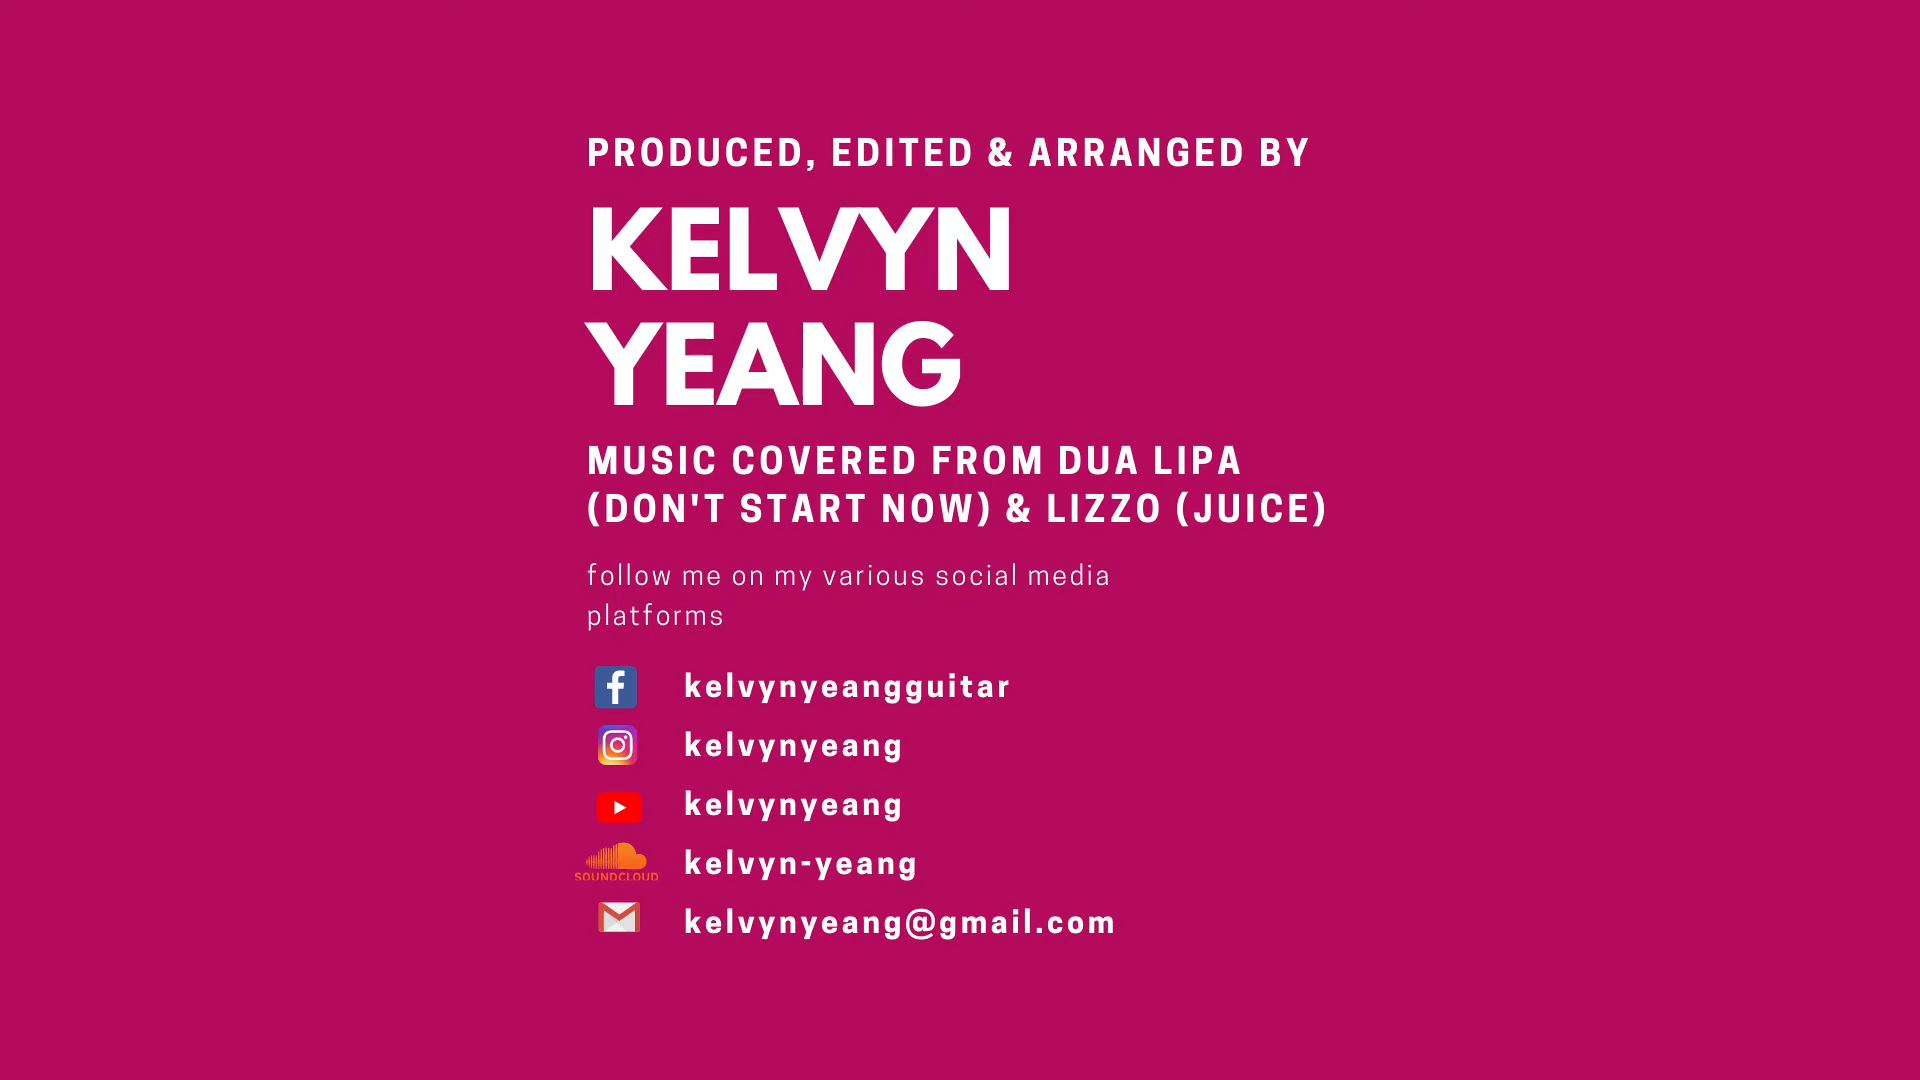 PRODUCED, EDITED & ARRANGED BY
KELVYN
YEANG
MUSIC COVERED FROM DUA LIPA
(DON'T START NOW) & LIZZO (JUICE)
follow me on my various social media
platforms
kelvynyeangguitar
kelvynyeang
kelvynyeang
SOUNDCLOUD kelvyn-yeang
kelvynyeang@gmail.com